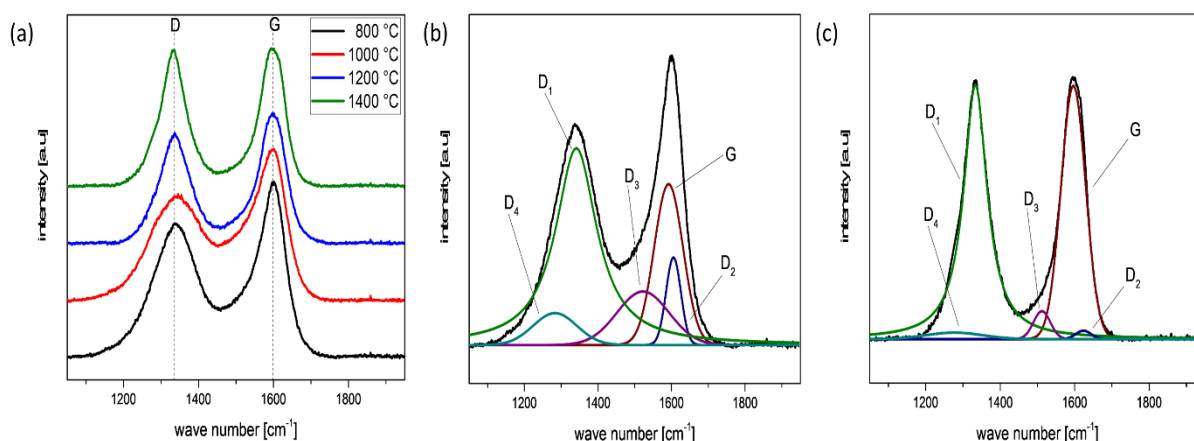 (a)
D
G
800 °C
1000 °C
1200 °C
1400 °C
intensity [a.u]
1200 1400 1600 1800
wave number [cm⁻¹]
(b)
D₁
D₄
D₃
G
D₂
intensity [a.u]
1200 1400 1600 1800
wave number [cm⁻¹]
(c)
D₁
D₄
D₃
G
D₂
intensity [a.u]
1200 1400 1600 1800
wave number [cm⁻¹]